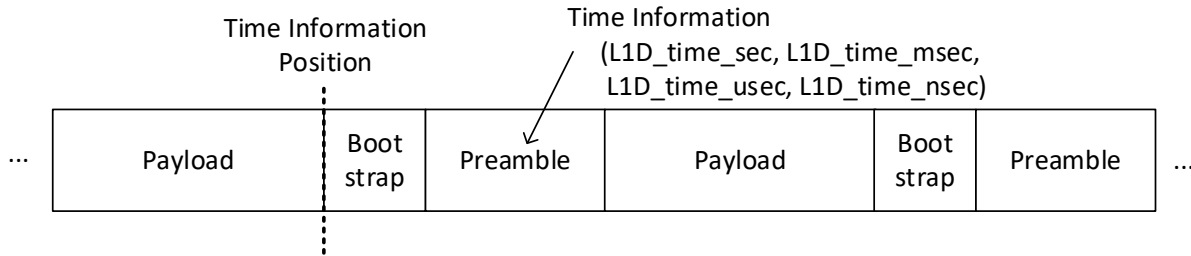 Time Information
Position
Time Information
(L1D_time_sec, L1D_time_msec,
L1D_time_usec, L1D_time_nsec)
... Payload Boot strap Preamble Payload Boot strap Preamble ...